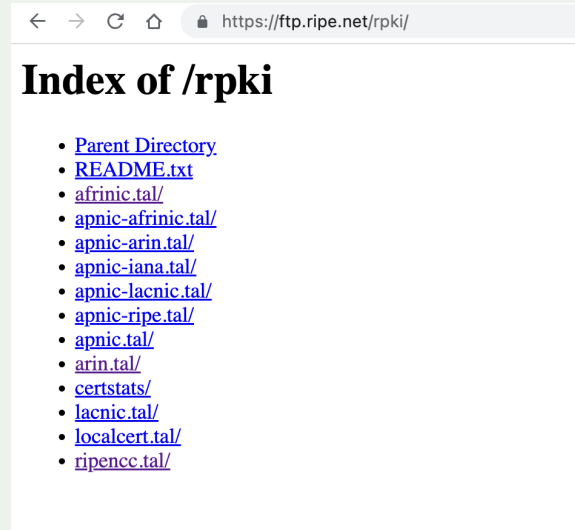 https://ftp.ripe.net/rpki/
Index of /rpki
Parent Directory
README.txt
afrinic.tal/
apnic-afrinic.tal/
apnic-arin.tal/
apnic-iana.tal/
apnic-lacnic.tal/
apnic-ripe.tal/
apnic.tal/
arin.tal/
certstats/
lacnic.tal/
localcert.tal/
ripencc.tal/